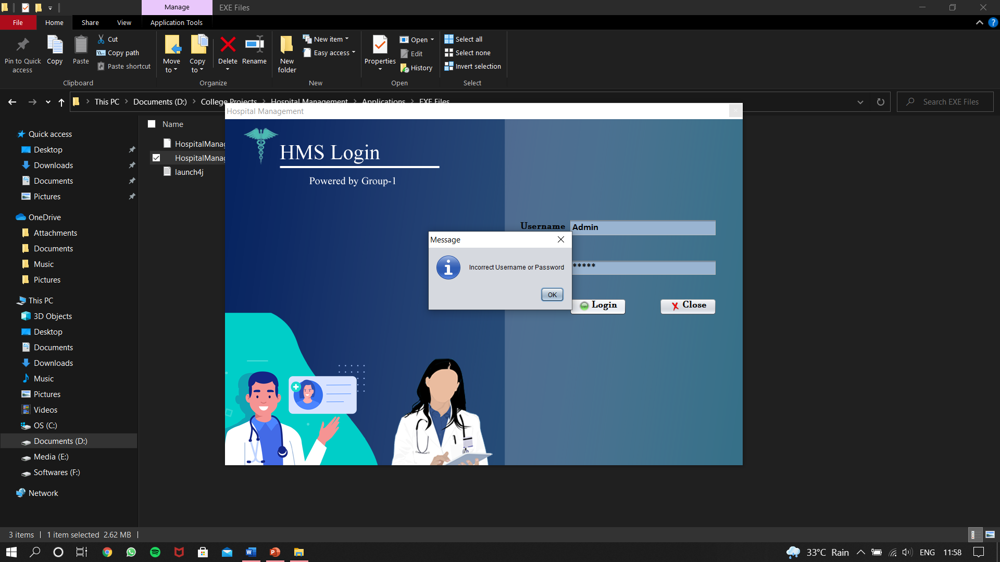 Manage
EXE Files
File
Home
Share
View
Application Tools
Pin to Quick access
Copy
Paste
Cut
Copy path
Paste shortcut
Clipboard
Move to
Copy to
Delete
Rename
Organize
New folder
New item
Easy access
New
Properties
Open
Edit
History
Open
Select all
Select none
Invert selection
Select
This PC > Documents (D:) > College Projects > Hospital Management > Applications > EXE Files
Search EXE Files
Quick access
Desktop
Downloads
Documents
Pictures
OneDrive
Attachments
Documents
Music
Pictures
This PC
3D Objects
Desktop
Documents
Downloads
Music
Pictures
Videos
OS (C:)
Documents (D:)
Media (E:)
Softwares (F:)
Network
Name
HospitalManag
HospitalManag
launch4j
Hospital Management
HMS Login
Powered by Group-1
Username
Admin
*****
Login
Close
Message
Incorrect Username or Password
OK
3 items
1 item selected 2.62 MB
33°C Rain
ENG
11:58